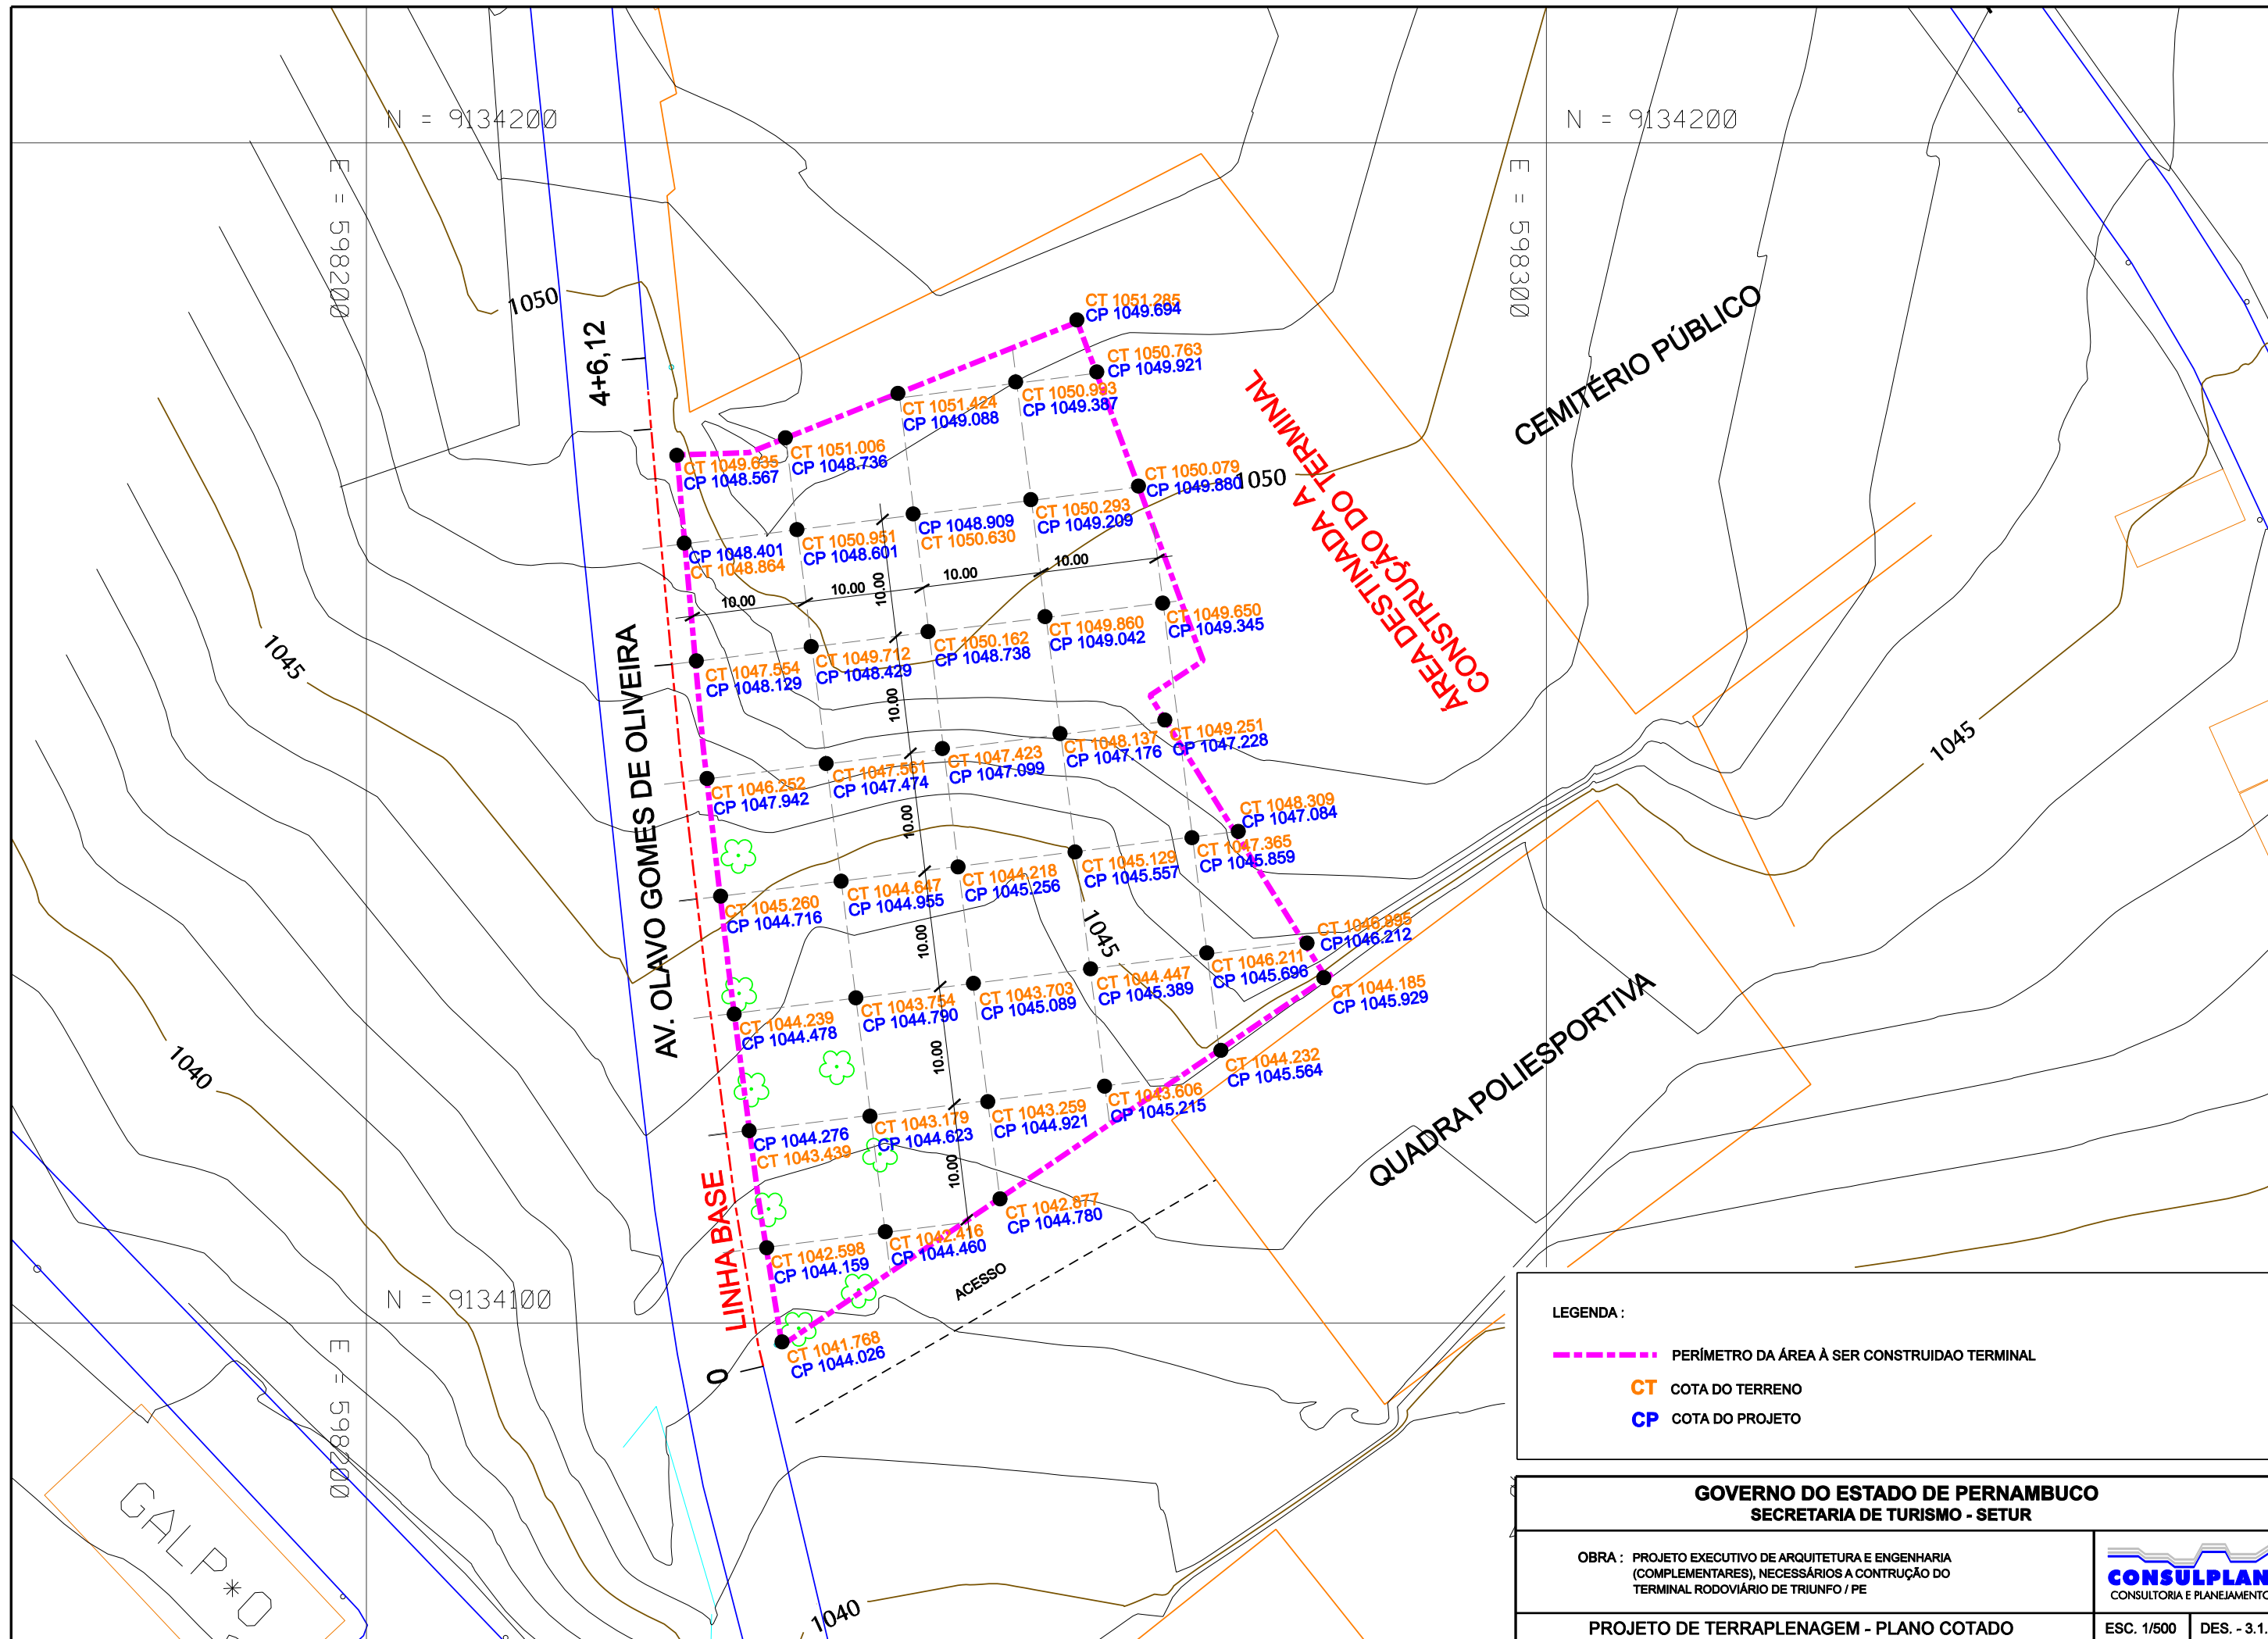 N = 9134200
N = 9134200
E = 598200
E = 598300
1050
4+6,12
CT 1051.285
CP 1049.694
CT 1050.763
CP 1049.921
CT 1051.424
CP 1049.088
CT 1050.993
CP 1049.387
CT 1049.635
CP 1048.567
CT 1051.006
CP 1048.736
CT 1050.079
CP 1049.880
1050
CP 1048.401
CT 1048.864
CT 1050.951
CP 1048.601
CP 1048.909
CT 1050.630
CT 1050.293
CP 1049.209
10.00
10.00
10.00
10.00
10.00
ÁREA DESTINADA A
CONSTRUÇÃO DO TERMINAL
CEMITÉRIO PÚBLICO
1045
CT 1047.554
CP 1048.129
CT 1049.712
CP 1048.429
CT 1050.162
CP 1048.738
CT 1049.860
CP 1049.042
CT 1049.650
CP 1049.345
10.00
AV. OLAVO GOMES DE OLIVEIRA
CT 1046.252
CP 1047.942
CT 1047.551
CP 1047.474
CT 1047.423
CP 1047.099
CT 1048.137
CP 1047.176
CT 1049.251
CP 1047.228
1045
10.00
CT 1048.309
CP 1047.084
CT 1045.260
CP 1044.716
CT 1044.647
CP 1044.955
CT 1044.218
CP 1045.256
CT 1045.129
CP 1045.557
CT 1047.365
CP 1045.859
10.00
1045
CT 1046.895
CP1046.212
CT 1044.239
CP 1044.478
CT 1043.754
CP 1044.790
CT 1043.703
CP 1045.089
CT 1044.447
CP 1045.389
CT 1046.211
CP 1045.696
CT 1044.185
CP 1045.929
1040
10.00
CT 1044.232
CP 1045.564
QUADRA POLIESPORTIVA
CP 1044.276
CT 1043.439
CT 1043.179
CP 1044.623
CT 1043.259
CP 1044.921
CT 1043.606
CP 1045.215
10.00
LINHA BASE
CT 1042.598
CP 1044.159
CT 1042.416
CP 1044.460
CT 1042.877
CP 1044.780
ACESSO
N = 9134100
E = 598200
0
CT 1041.768
CP 1044.026
GALP*O
1040
LEGENDA :
PERÍMETRO DA ÁREA À SER CONSTRUIDAO TERMINAL
CT COTA DO TERRENO
CP COTA DO PROJETO
GOVERNO DO ESTADO DE PERNAMBUCO
SECRETARIA DE TURISMO - SETUR
OBRA : PROJETO EXECUTIVO DE ARQUITETURA E ENGENHARIA
(COMPLEMENTARES), NECESSÁRIOS A CONTRUÇÃO DO
TERMINAL RODOVIÁRIO DE TRIUNFO / PE
CONSULPLAN
CONSULTORIA E PLANEJAMENTO
PROJETO DE TERRAPLENAGEM - PLANO COTADO
ESC. 1/500
DES. - 3.1